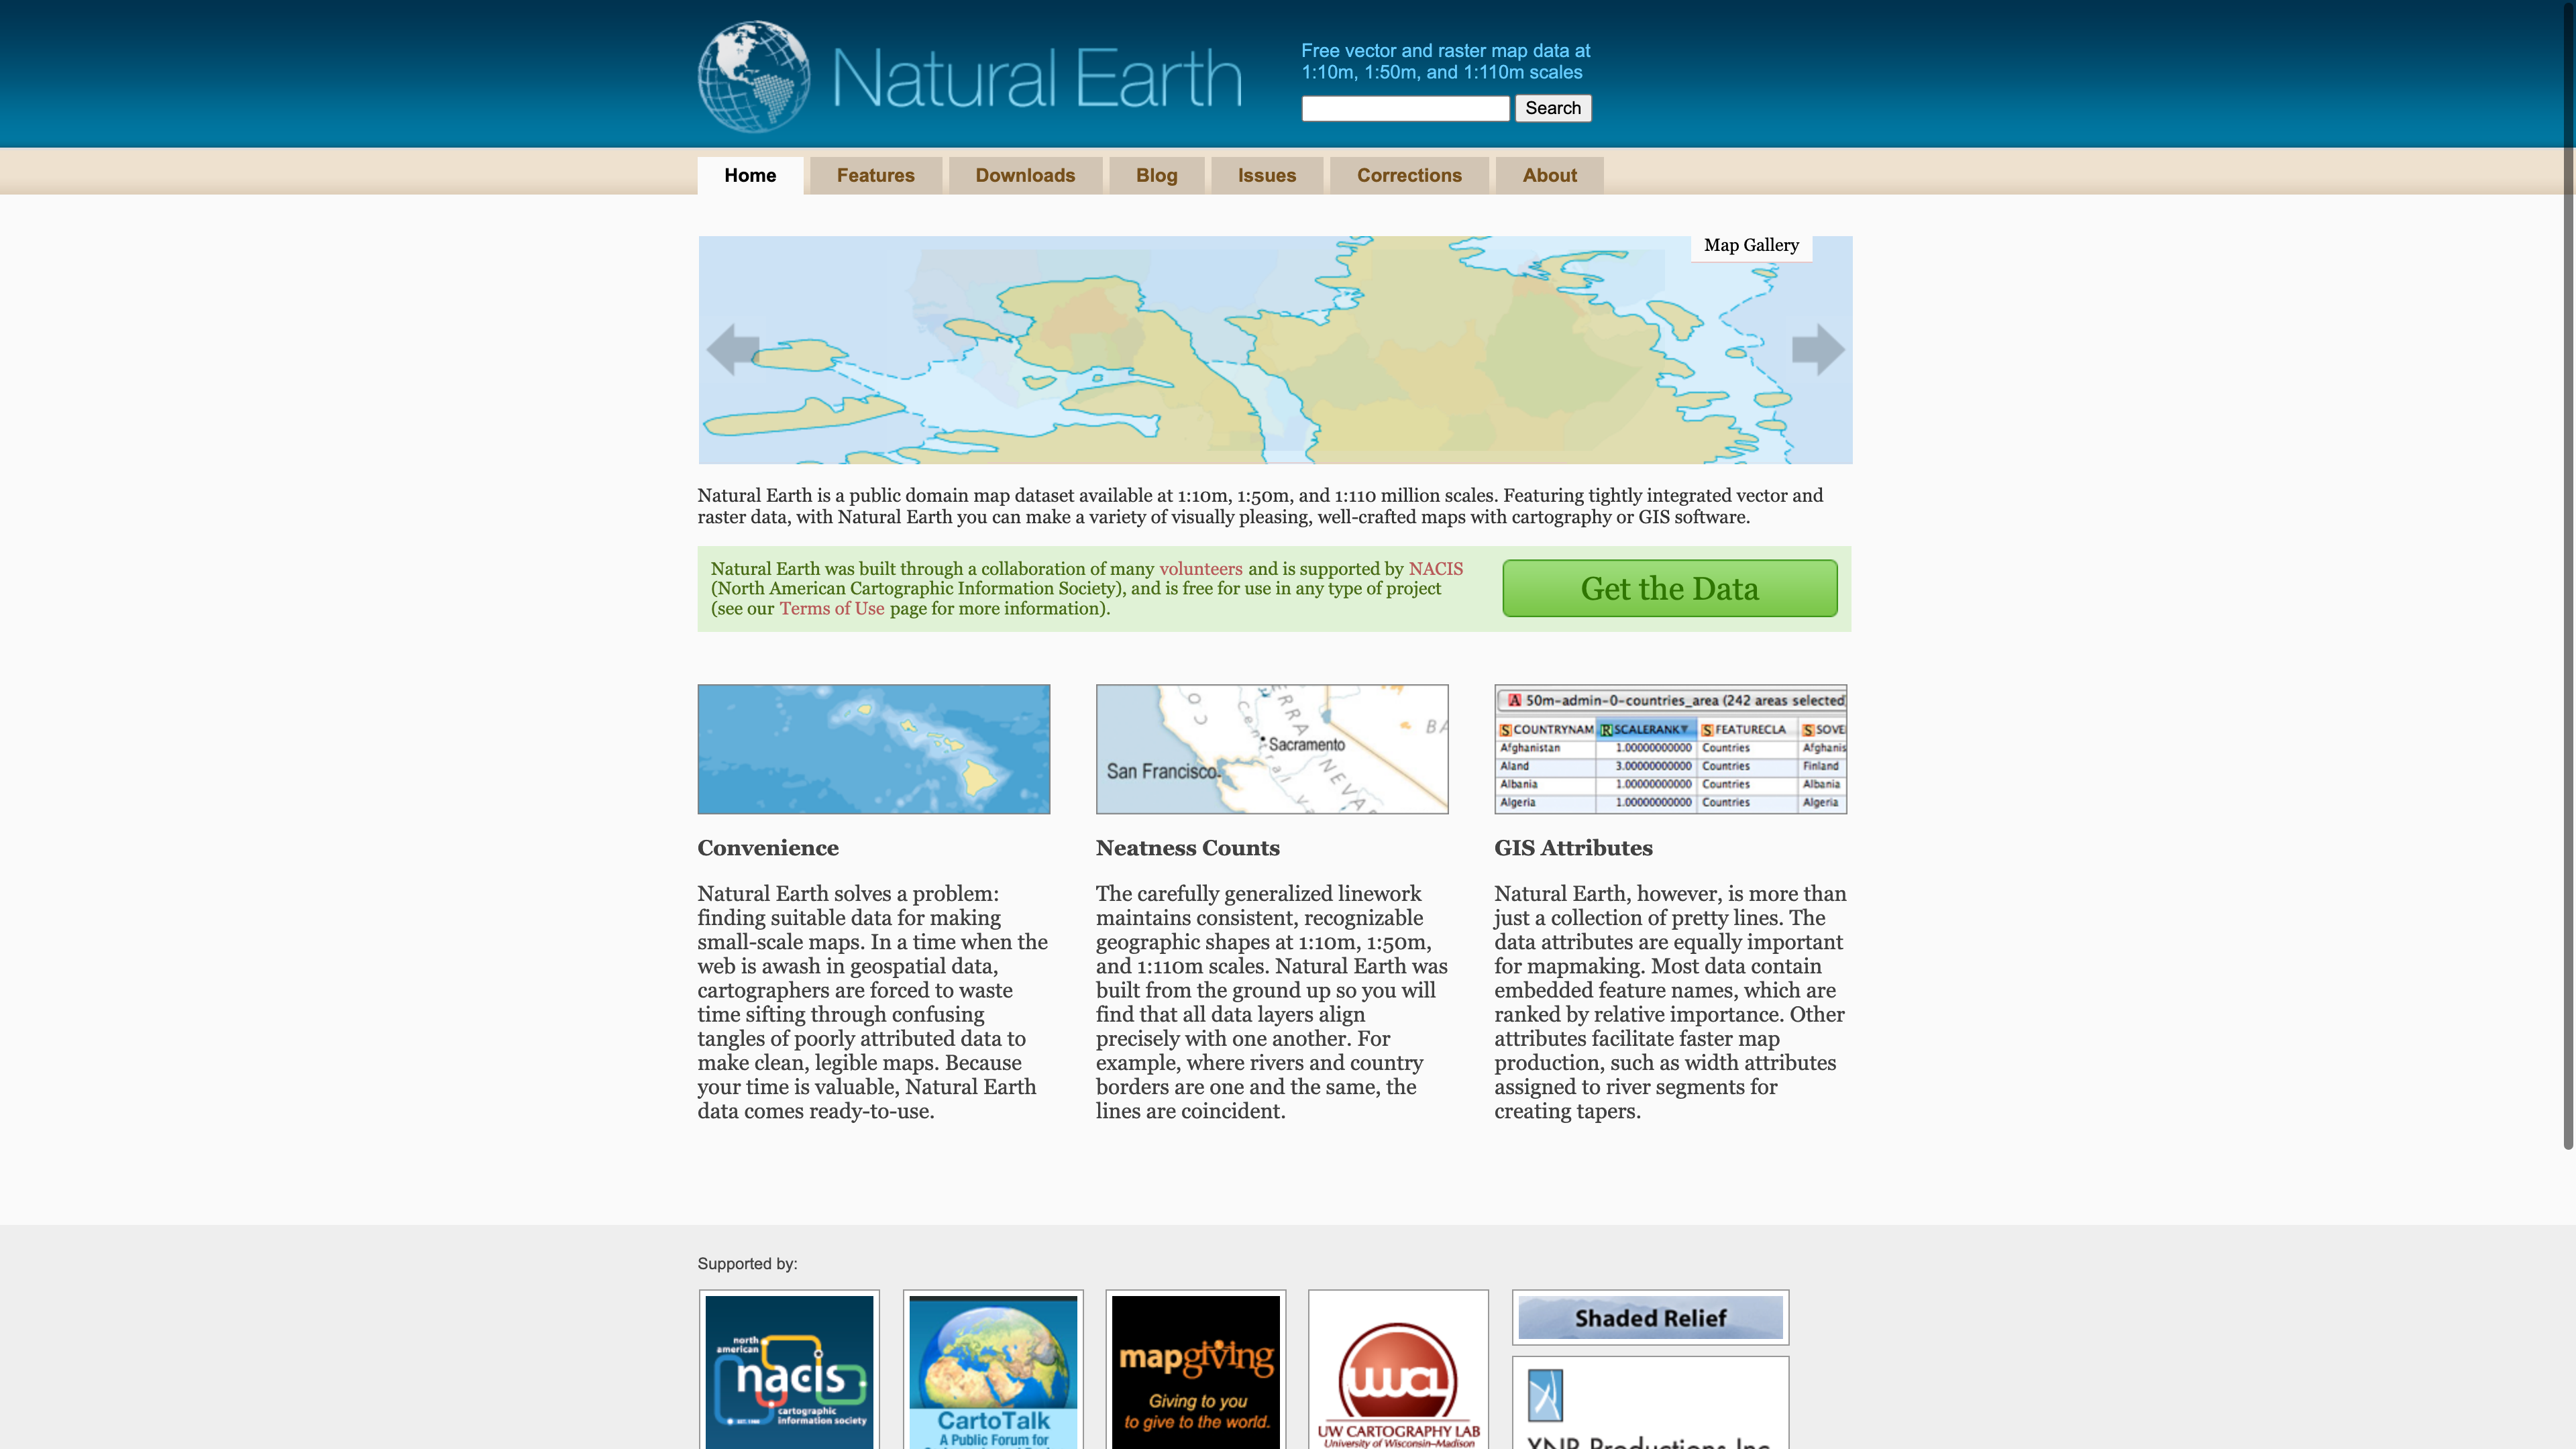 Natural Earth
Free vector and raster map data at
1:10m, 1:50m, and 1:110m scales
Search
Home
Features
Downloads
Blog
Issues
Corrections
About
Map Gallery
Natural Earth is a public domain map dataset available at 1:10m, 1:50m, and 1:110 million scales. Featuring tightly integrated vector and
raster data, with Natural Earth you can make a variety of visually pleasing, well-crafted maps with cartography or GIS software.
Natural Earth was built through a collaboration of many volunteers and is supported by NACIS
(North American Cartographic Information Society), and is free for use in any type of project
(see our Terms of Use page for more information).
Get the Data
Sacramento
San Francisco
NEVA
50m-admin-0-countries_area (242 areas selected
COUNTRYNAM SCALERANK FEATURECLA SOVE
Afghanistan 1.00000000000 Countries Afghanis
Aland 3.00000000000 Countries Finland
Albania 1.00000000000 Countries Albania
Algeria 1.00000000000 Countries Algeria
Convenience
Natural Earth solves a problem:
finding suitable data for making
small-scale maps. In a time when the
web is awash in geospatial data,
cartographers are forced to waste
time sifting through confusing
tangles of poorly attributed data to
make clean, legible maps. Because
your time is valuable, Natural Earth
data comes ready-to-use.
Neatness Counts
The carefully generalized linework
maintains consistent, recognizable
geographic shapes at 1:10m, 1:50m,
and 1:110m scales. Natural Earth was
built from the ground up so you will
find that all data layers align
precisely with one another. For
example, where rivers and country
borders are one and the same, the
lines are coincident.
GIS Attributes
Natural Earth, however, is more than
just a collection of pretty lines. The
data attributes are equally important
for mapmaking. Most data contain
embedded feature names, which are
ranked by relative importance. Other
attributes facilitate faster map
production, such as width attributes
assigned to river segments for
creating tapers.
Supported by:
north
american
nacis
cartographic
information society
EST. 1980
CartoTalk
A Public Forum for
mapgiving
Giving to you
to give to the world.
UWCL
UW CARTOGRAPHY LAB
University of Wisconsin–Madison
Shaded Relief
XNR Productions Inc